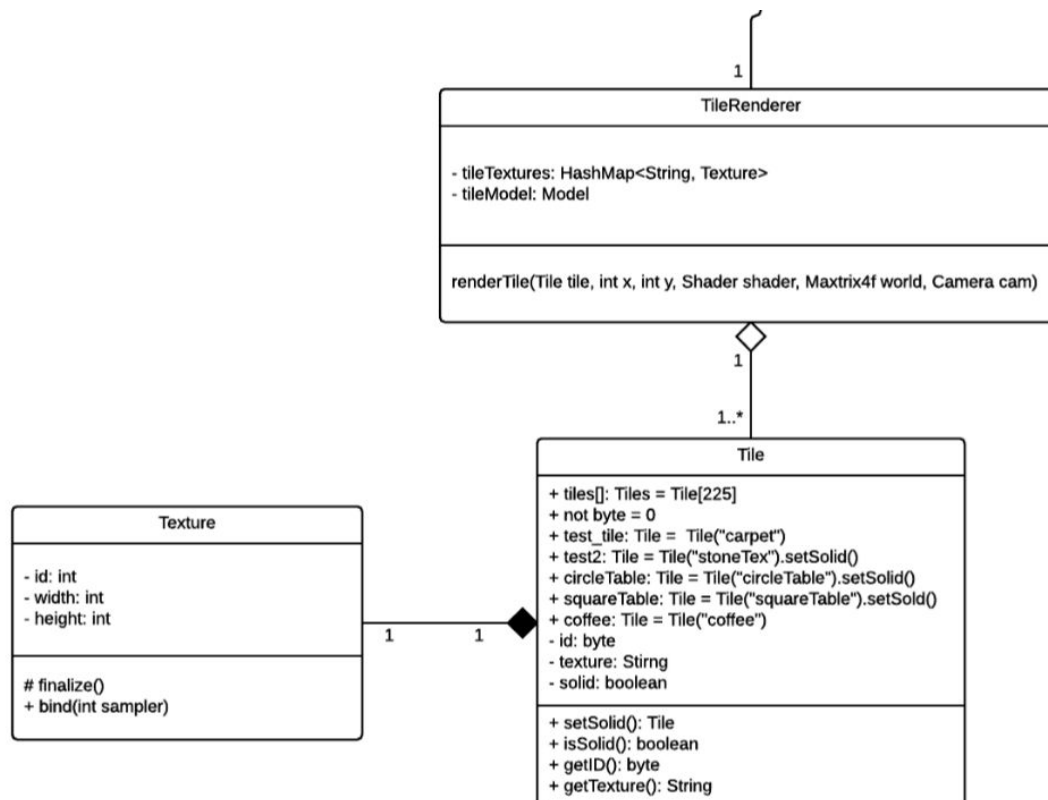 1
TileRenderer
- tileTextures: HashMap<String, Texture>
- tileModel: Model
renderTile(Tile tile, int x, int y, Shader shader, Maxtrix4f world, Camera cam)
1
1..*
Tile
+ tiles[]: Tiles = Tile[225]
+ not byte = 0
+ test_tile: Tile = Tile("carpet")
+ test2: Tile = Tile("stoneTex").setSolid()
+ circleTable: Tile = Tile("circleTable").setSolid()
+ squareTable: Tile = Tile("squareTable").setSold()
+ coffee: Tile = Tile("coffee")
- id: byte
- texture: Stirng
- solid: boolean
+ setSolid(): Tile
+ isSolid(): boolean
+ getID(): byte
+ getTexture(): String
Texture
- id: int
- width: int
- height: int
# finalize()
+ bind(int sampler)
1 1